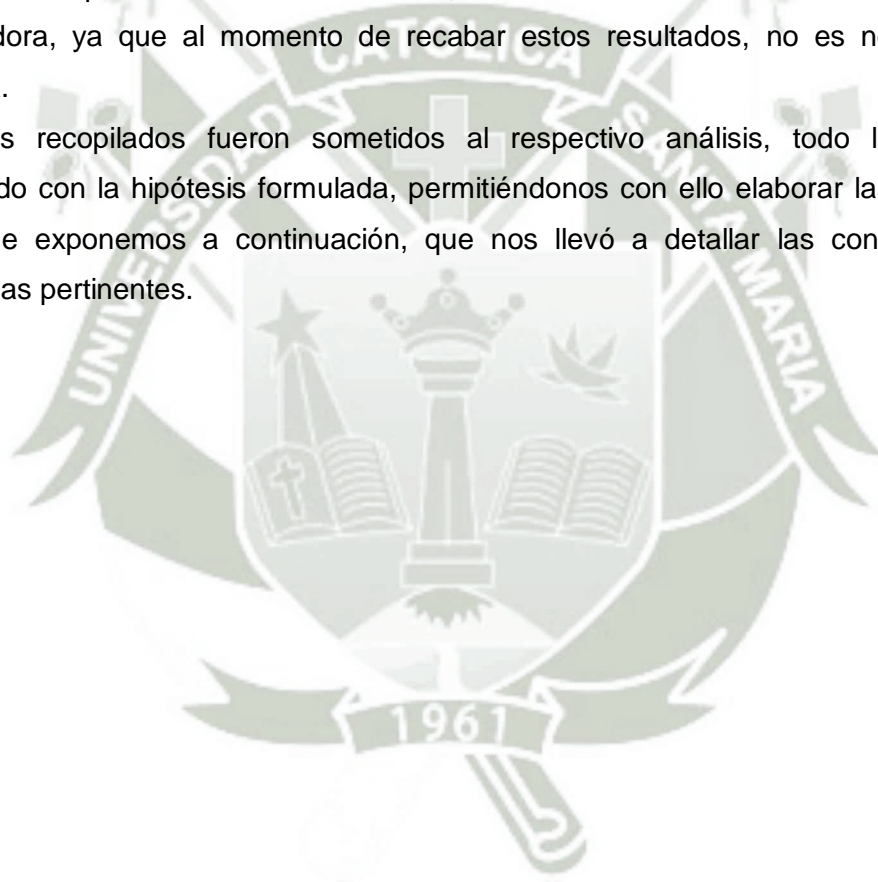 dora, ya que al momento de recabar estos resultados, no es n
.
s recopilados fueron sometidos al respectivo análisis, todo l
do con la hipótesis formulada, permitiéndonos con ello elaborar la
e exponemos a continuación, que nos llevó a detallar las con
as pertinentes.
UNIVERSIDAD CATOLICA SANTA MARIA
1961